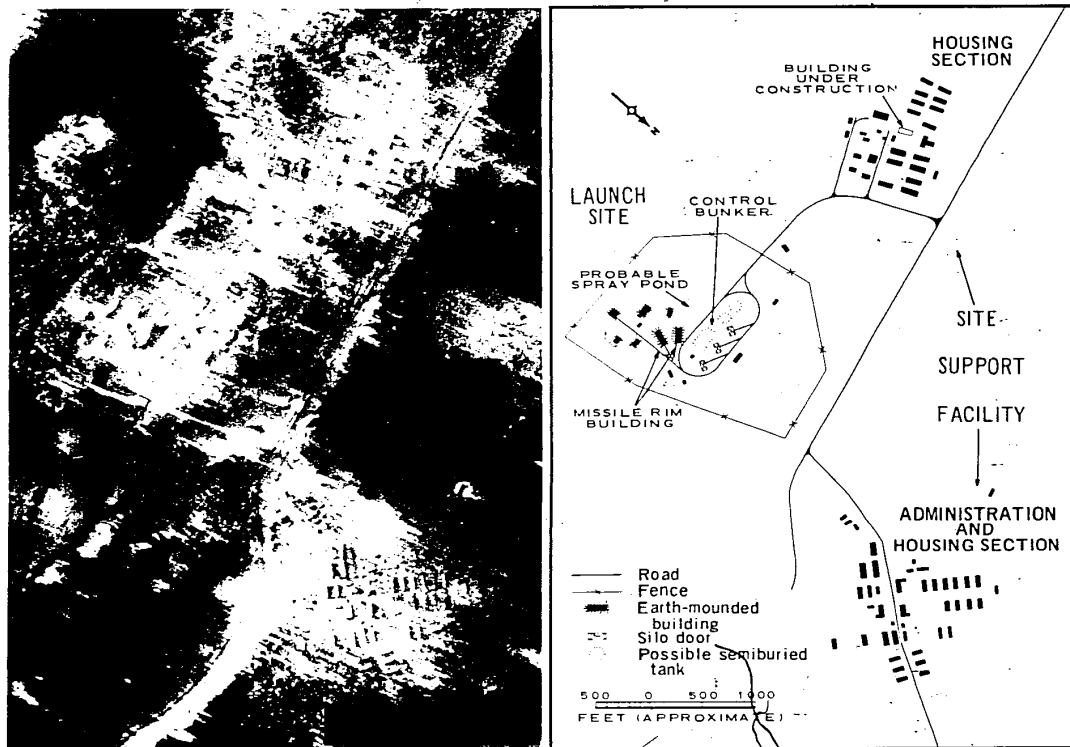 HOUSING
SECTION
BUILDING
UNDER
CONSTRUCTION
N
LAUNCH
SITE
CONTROL
BUNKER
PROBABLE
SPRAY POND
SITE
SUPPORT
FACILITY
MISSILE RIM
BUILDING
ADMINISTRATION
AND
HOUSING SECTION
Road
Fence
Earth-mounded
building
Silo door
Possible semiburied
tank
500 0 500 1000
FEET (APPROXIMATE)